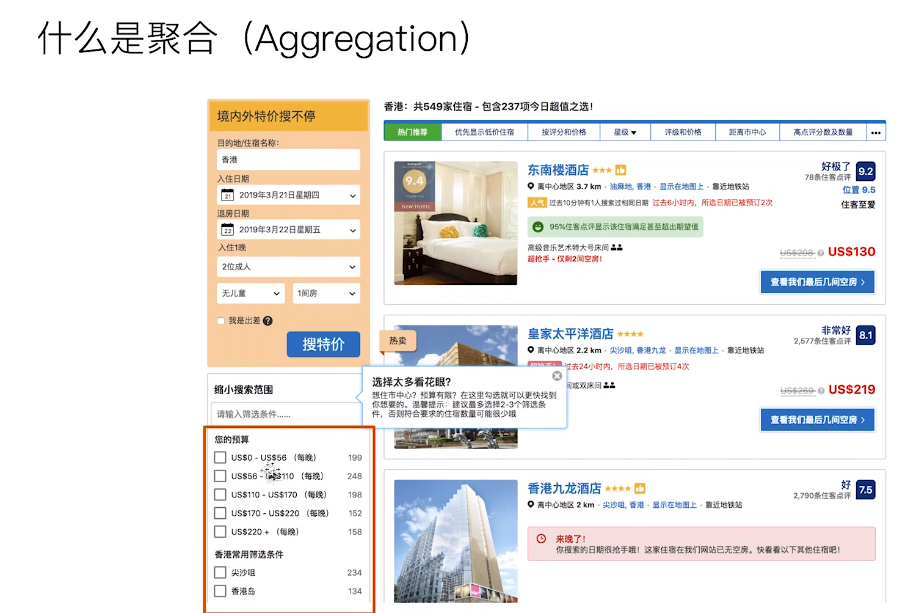 什么是聚合（Aggregation）
境内外特价搜不停
目的地/住宿名称:
香港
入住日期
21 2019年3月21日星期四
退房日期
22 2019年3月22日星期五
入住1晚
2位成人
无儿童 1间房
我是出差
搜特价
缩小搜索范围
请输入筛选条件......
您的预算
US$0 - US$56 （每晚） 199
US$56 - US$110 （每晚） 248
US$110 - US$170 （每晚） 198
US$170 - US$220 （每晚） 152
US$220 + （每晚） 158
香港常用筛选条件
尖沙咀 234
香港岛 134
香港：共549家住宿 - 包含237项今日超值之选!
热门推荐 优先显示低价住宿 按评分和价格 星级 评级和价格 距离市中心 高点评分数及数量
9.4
NEW HOTEL
东南楼酒店
离中心地区 3.7 km · 油麻地, 香港 · 显示在地图上 · 靠近地铁站
人气 过去10分钟有1人搜索过相同日期 过去6小时内，所选日期已被预订2次
95%住客点评显示该住宿满足甚至超出期望值
高级音乐艺术特大号床间
超抢手 - 仅剩2间空房!
好极了 9.2
78条住客点评
位置 9.5
住客至爱
US$208 US$130
查看我们最后几间空房
热卖
皇家太平洋酒店
离中心地区 2.2 km · 尖沙咀, 香港九龙 · 显示在地图上 · 靠近地铁站
过去24小时内，所选日期已被预订4次
间或双床间
非常好 8.1
2,577条住客点评
US$269 US$219
查看我们最后几间空房
选择太多看花眼?
想住市中心？预算有限？在这里勾选就可以更快找到
你想要的。温馨提示：建议最多选择2-3个筛选条
件，否则符合要求的住宿数量可能很少哦
香港九龙酒店
离中心地区 2 km · 尖沙咀, 香港 · 显示在地图上 · 靠近地铁站
好 7.5
2,790条住客点评
来晚了!
你搜索的日期很抢手哦！这家住宿在我们网站已无空房。快看看以下其他住宿吧！